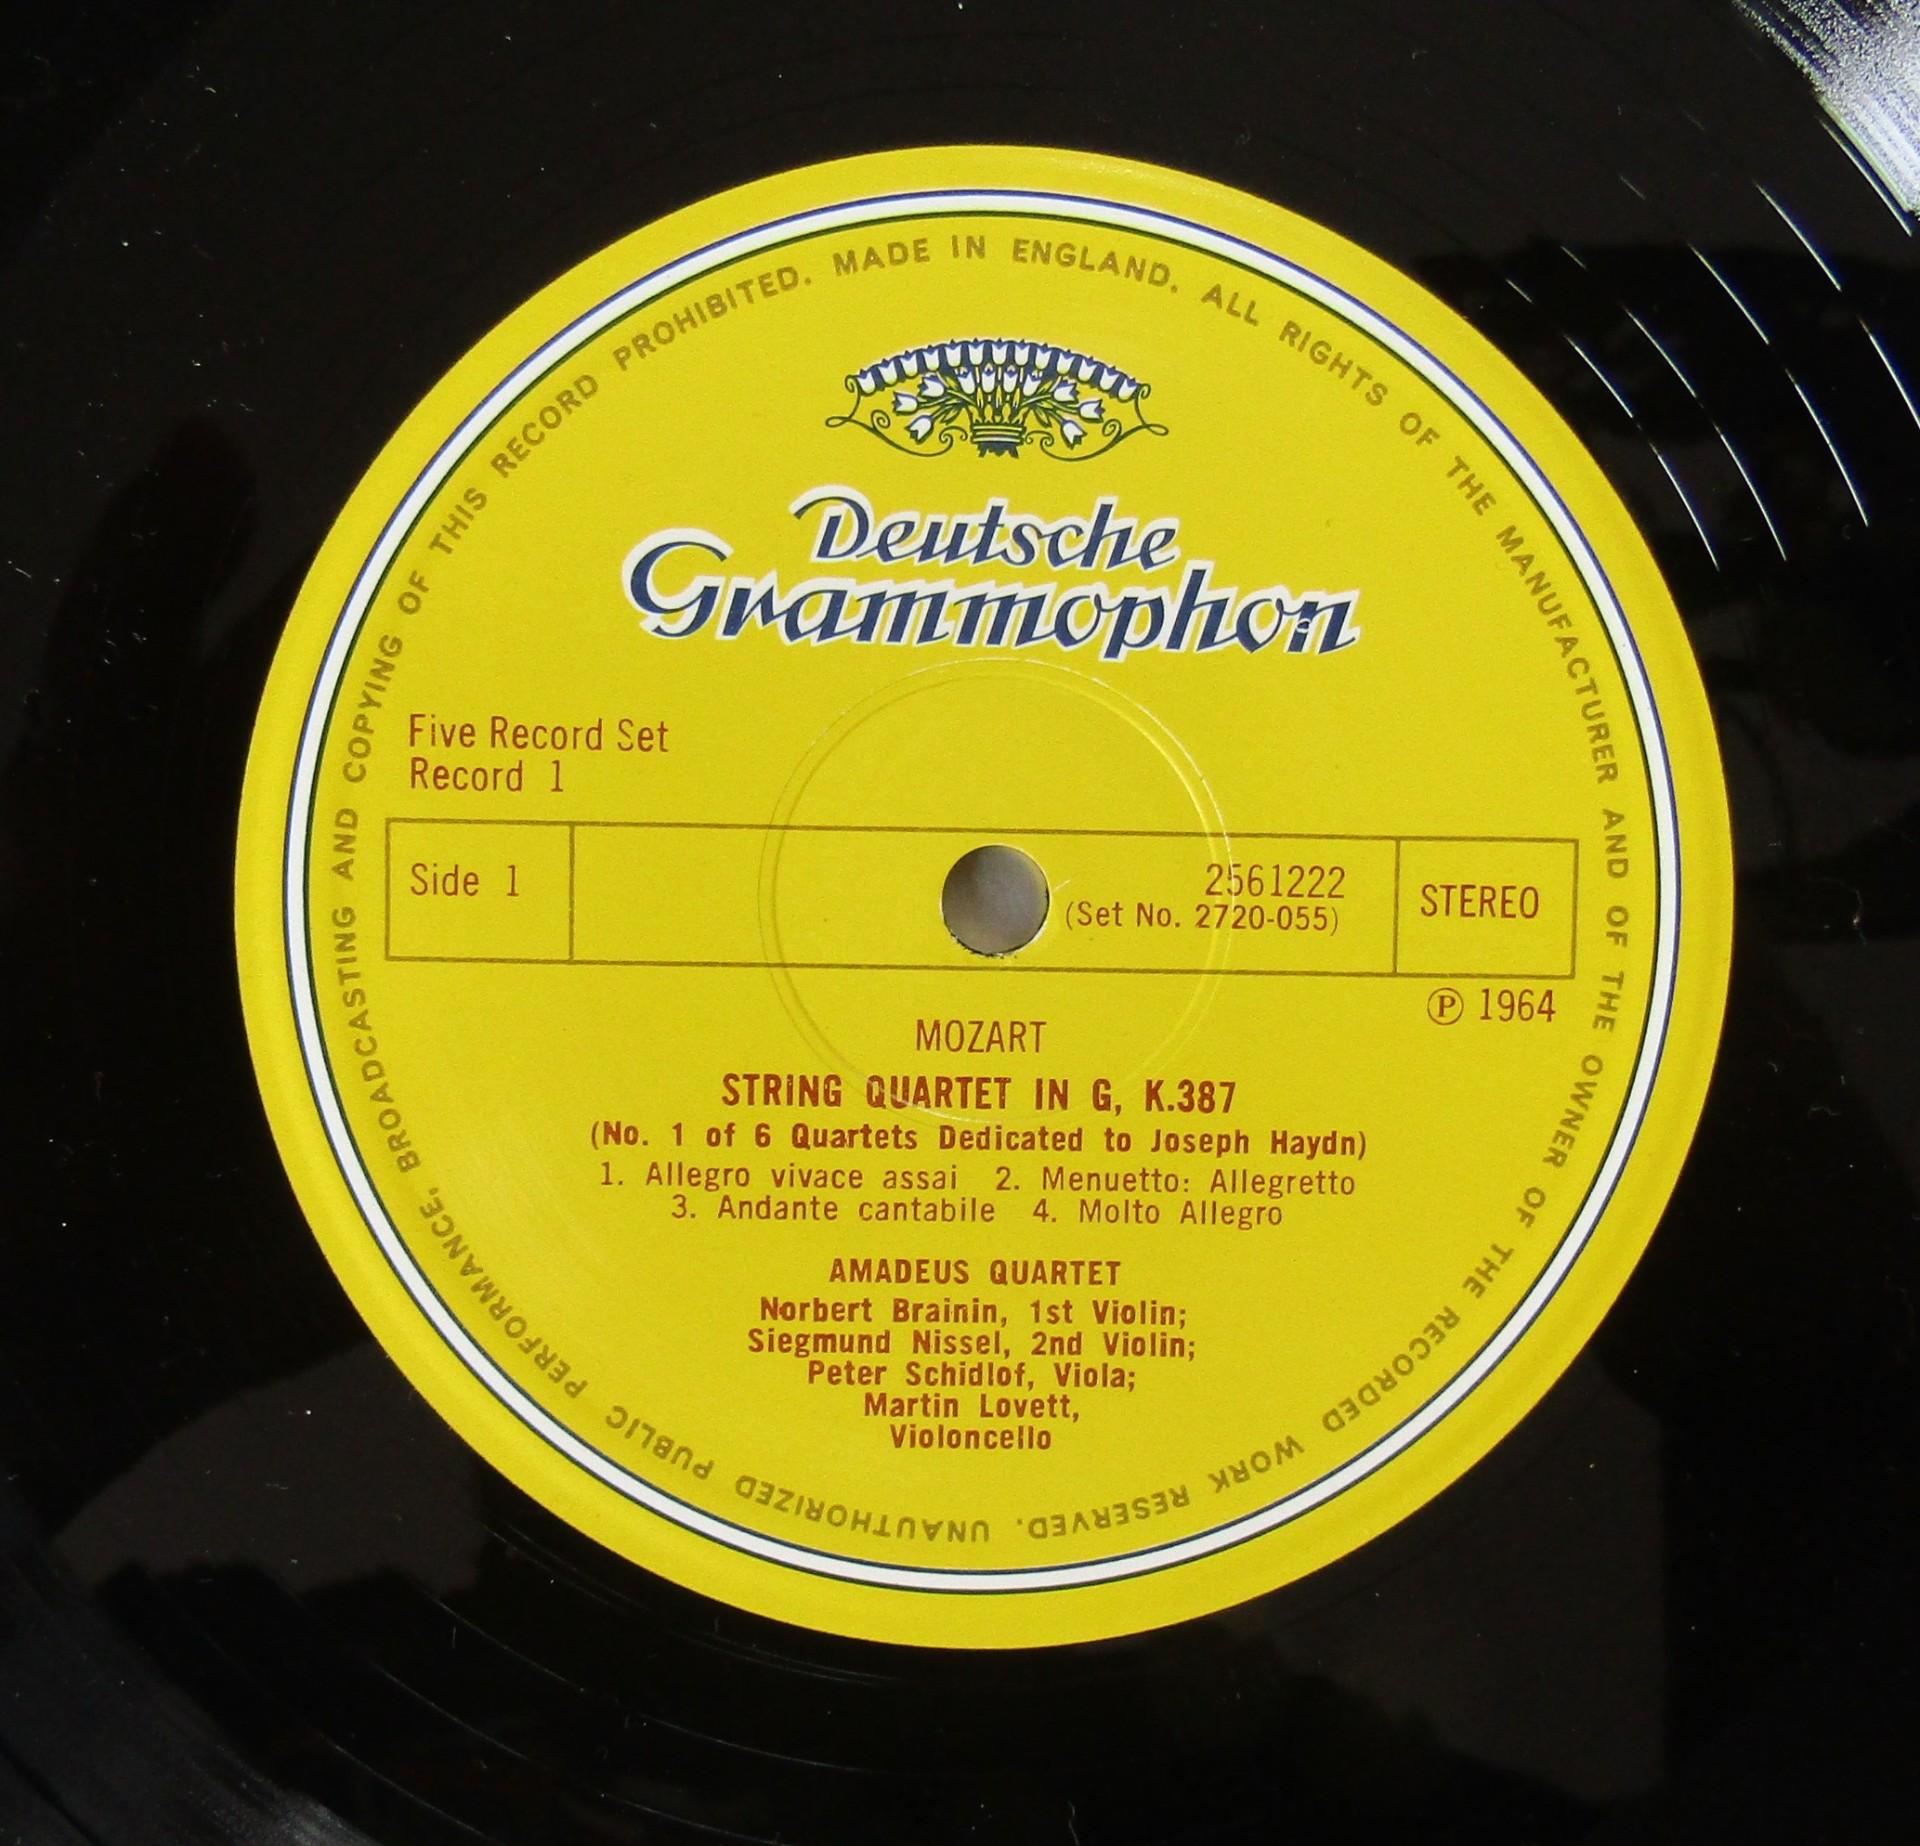 MADE IN ENGLAND. ALL RIGHTS OF THE MANUFACTURER AND OF THE OWNER OF THE RECORDED WORK RESERVED. UNAUTHORIZED PUBLIC PERFORMANCE, BROADCASTING AND COPYING OF THIS RECORD PROHIBITED.
Deutsche
Grammophon
Five Record Set
Record 1
Side 1
2561222
(Set No. 2720-055)
STEREO
℗ 1964
MOZART
STRING QUARTET IN G, K.387
(No. 1 of 6 Quartets Dedicated to Joseph Haydn)
1. Allegro vivace assai 2. Menuetto: Allegretto
3. Andante cantabile 4. Molto Allegro
AMADEUS QUARTET
Norbert Brainin, 1st Violin;
Siegmund Nissel, 2nd Violin;
Peter Schidlof, Viola;
Martin Lovett,
Violoncello